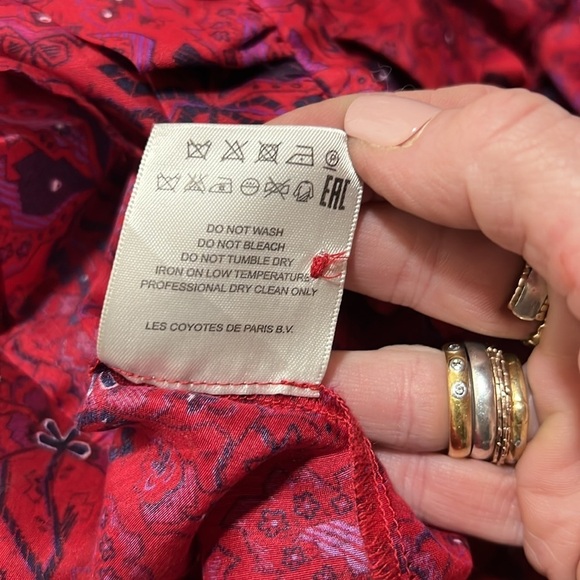 EAC
DO NOT WASH
DO NOT BLEACH
DO NOT TUMBLE DRY
IRON ON LOW TEMPERATURE
PROFESSIONAL DRY CLEAN ONLY
LES COYOTES DE PARIS B.V.